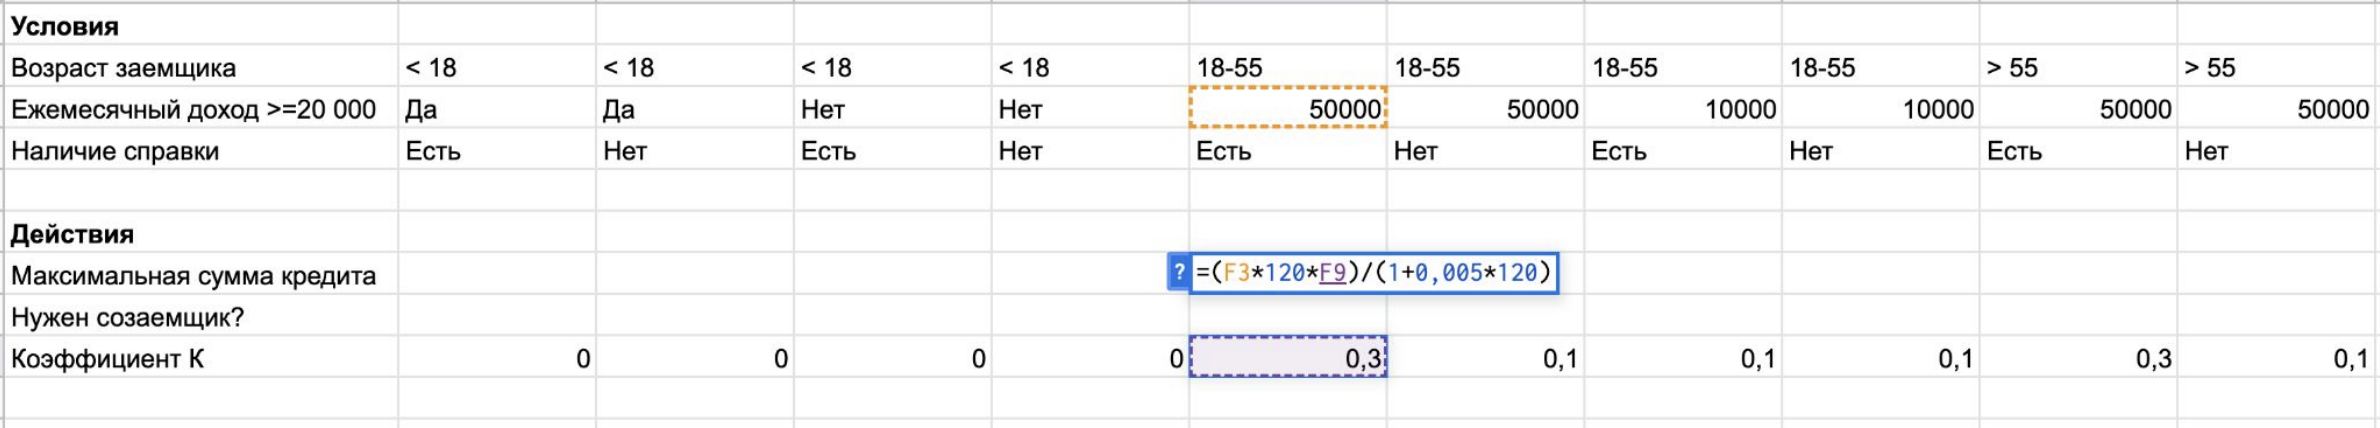 Условия
Возраст заемщика < 18 < 18 < 18 < 18 18-55 18-55 18-55 18-55 > 55 > 55
Ежемесячный доход >=20 000 Да Да Нет Нет 50000 50000 10000 10000 50000 50000
Наличие справки Есть Нет Есть Нет Есть Нет Есть Нет Есть Нет
Действия
Максимальная сумма кредита ? =(F3*120*F9)/(1+0,005*120)
Нужен созаемщик?
Коэффициент К 0 0 0 0 0,3 0,1 0,1 0,1 0,3 0,1